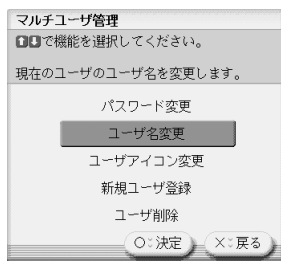 マルチユーザ管理
⬆⬇で機能を選択してください。
現在のユーザのユーザ名を変更します。
パスワード変更
ユーザ名変更
ユーザアイコン変更
新規ユーザ登録
ユーザ削除
○:決定 ×:戻る